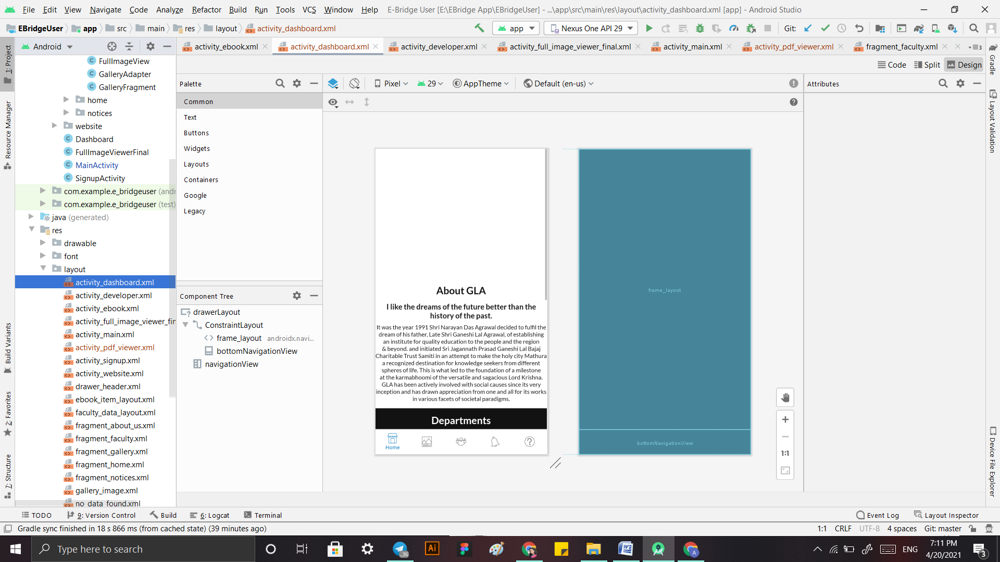 File Edit View Navigate Code Analyze Refactor Build Run Tools VCS Window Help E-Bridge User [E:\EBridge App\EBridgeUser] - ...\app\src\main\res\layout\activity_dashboard.xml [app] - Android Studio
EBridgeUser app src main res layout activity_dashboard.xml app Nexus One API 29 Git:
Android activity_ebook.xml activity_dashboard.xml activity_developer.xml activity_full_image_viewer_final.xml activity_main.xml activity_pdf_viewer.xml fragment_faculty.xml 3
Code Split Design
1: Project
Resource Manager
Build Variants
2: Favorites
7: Structure
FullImageView
GalleryAdapter
GalleryFragment
home
notices
website
Dashboard
FullImageViewerFinal
MainActivity
SignupActivity
com.example.e_bridgeuser (andr
com.example.e_bridgeuser (test)
java (generated)
res
drawable
font
layout
activity_dashboard.xml
activity_developer.xml
activity_ebook.xml
activity_full_image_viewer_fin
activity_main.xml
activity_pdf_viewer.xml
activity_signup.xml
activity_website.xml
drawer_header.xml
ebook_item_layout.xml
faculty_data_layout.xml
fragment_about_us.xml
fragment_faculty.xml
fragment_gallery.xml
fragment_home.xml
fragment_notices.xml
gallery_image.xml
no_data_found.xml
Palette
Common
Text
Buttons
Widgets
Layouts
Containers
Google
Legacy
Component Tree
drawerLayout
ConstraintLayout
frame_layout androidx.navi...
bottomNavigationView
navigationView
Pixel 29 AppTheme Default (en-us)
About GLA
I like the dreams of the future better than the
history of the past.
It was the year 1991 Shri Narayan Das Agrawal decided to fulfil the
dream of his father, Late Shri Ganeshi Lal Agrawal, of establishing
an institute for quality education to the people and the region
& beyond. and initiated Sri Jagannath Prasad Ganeshi Lal Bajaj
Charitable Trust Samiti in an attempt to make the holy city Mathura
a recognized destination for knowledge seekers from different
spheres of life. This is what led to the foundation of a milestone
at the karmabhoomi of the versatile and sagacious Lord Krishna.
GLA has been actively involved with social causes since its very
inception and has drawn appreciation from one and all for its works
in various facets of societal paradigms.
Departments
Home
frame_layout
bottomNavigationView
1:1
Attributes
Gradle
Layout Validation
Device File Explorer
TODO 9: Version Control Build 6: Logcat Terminal Event Log Layout Inspector
Gradle sync finished in 18 s 866 ms (from cached state) (39 minutes ago) 1:1 CRLF UTF-8 4 spaces Git: master
Type here to search
..36
Ai
W
A
ENG
7:11 PM
4/20/2021
3